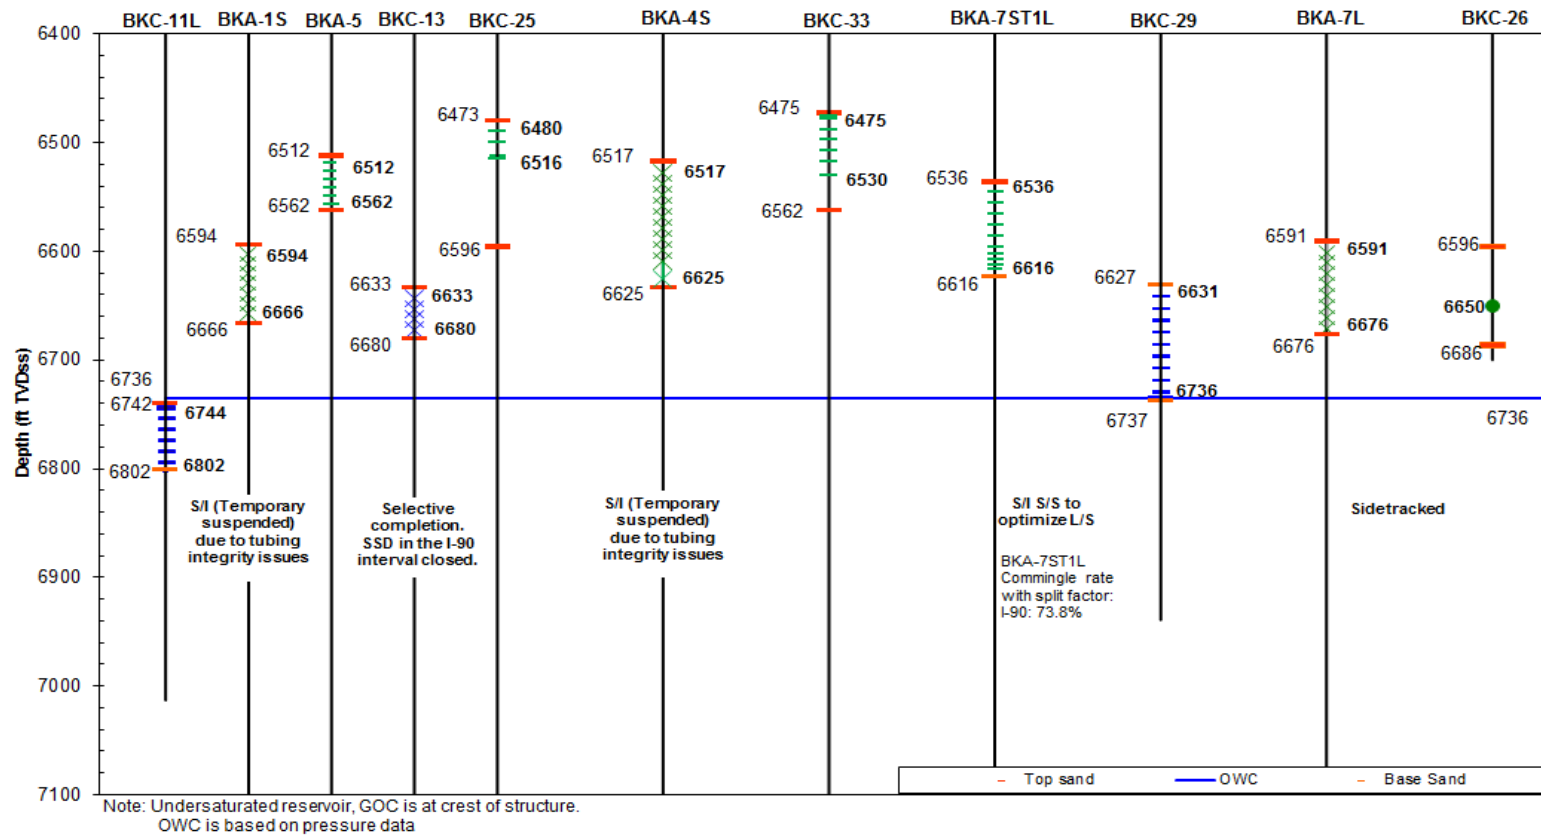 BKC-11L BKA-1S BKA-5 BKC-13 BKC-25 BKA-4S BKC-33 BKA-7ST1L BKC-29 BKA-7L BKC-26
Depth (ft TVDss)
6400
6500
6600
6700
6800
6900
7000
7100
6736
6742
6744
6802
6802
6594
6594
6666
6666
6512
6512
6562
6562
6633
6633
6680
6680
6473
6480
6516
6596
6517
6517
6625
6625
6475
6475
6530
6562
6536
6536
6616
6616
6627
6631
6736
6737
6591
6591
6676
6676
6596
6650
6686
6736
S/I (Temporary
suspended)
due to tubing
integrity issues
Selective
completion.
SSD in the I-90
interval closed.
S/I (Temporary
suspended)
due to tubing
integrity issues
S/I S/S to
optimize L/S
BKA-7ST1L
Commingle rate
with split factor:
I-90: 73.8%
Sidetracked
Top sand OWC Base Sand
Note: Undersaturated reservoir, GOC is at crest of structure.
OWC is based on pressure data